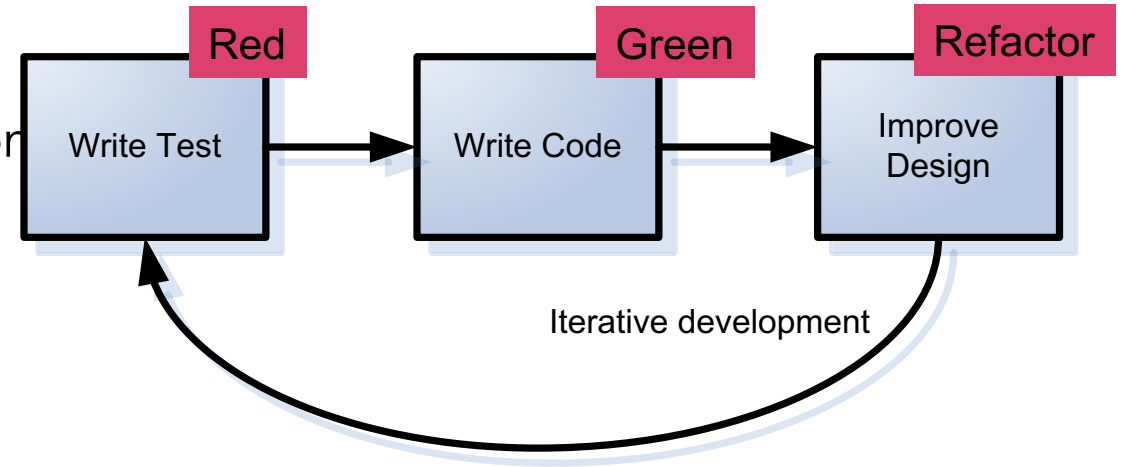 Red
Green
Refactor
Write Test
Write Code
Improve
Design
Iterative development